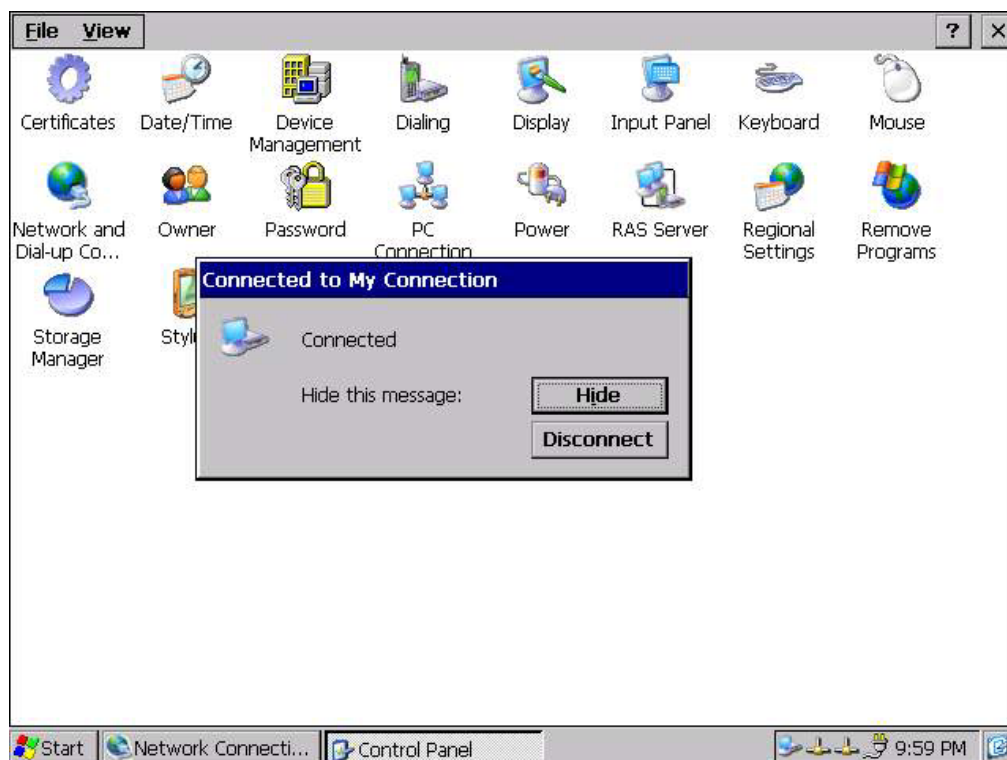 File View ? ×
Certificates Date/Time Device Management Dialing Display Input Panel Keyboard Mouse
Network and Dial-up Co... Owner Password PC Connection Power RAS Server Regional Settings Remove Programs
Storage Manager Styl
Connected to My Connection
Connected
Hide this message: Hide
Disconnect
Start Network Connecti... Control Panel 9:59 PM